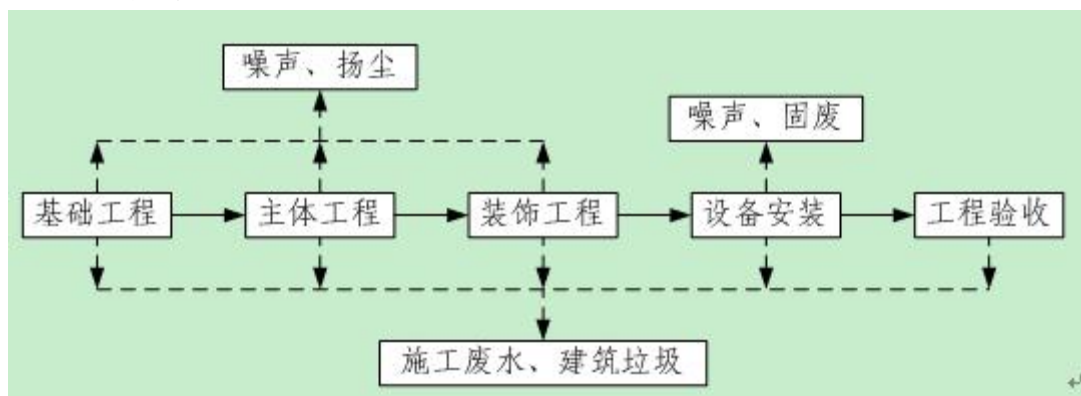 噪声、扬尘
噪声、固废
基础工程
主体工程
装饰工程
设备安装
工程验收
施工废水、建筑垃圾